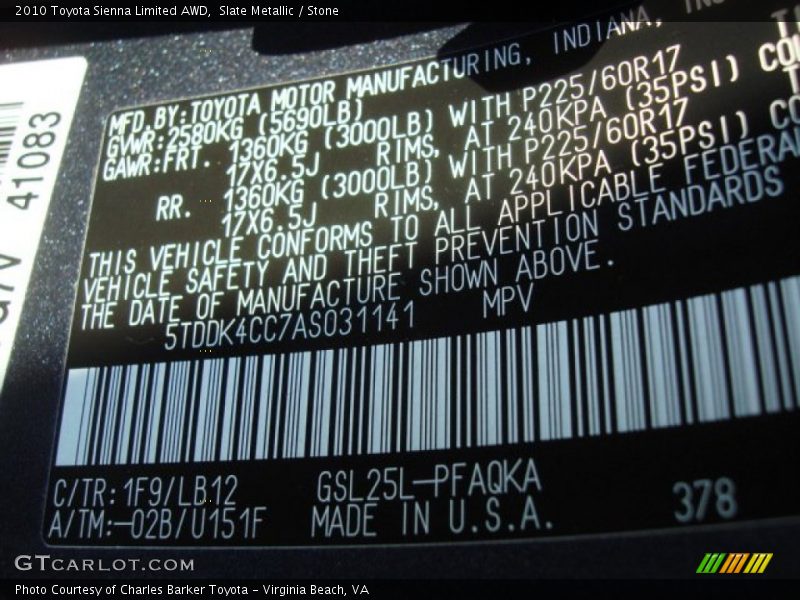 2010 Toyota Sienna Limited AWD, Slate Metallic / Stone
41083
MFD.BY:TOYOTA MOTOR MANUFACTURING, INDIANA,
GVWR:2580KG (5690LB)
GAWR:FRT. 1360KG (3000LB) WITH P225/60R17
17X6.5J RIMS, AT 240KPA (35PSI)
RR. 1360KG (3000LB) WITH P225/60R17
17X6.5J RIMS, AT 240KPA (35PSI)
THIS VEHICLE CONFORMS TO ALL APPLICABLE FEDERAL
VEHICLE SAFETY AND THEFT PREVENTION STANDARDS
THE DATE OF MANUFACTURE SHOWN ABOVE.
5TDDK4CC7AS031141 MPV
C/TR:1F9/LB12 GSL25L-PFAQKA
A/TM:-02B/U151F MADE IN U.S.A. 378
GTCARLOT.COM
Photo Courtesy of Charles Barker Toyota - Virginia Beach, VA